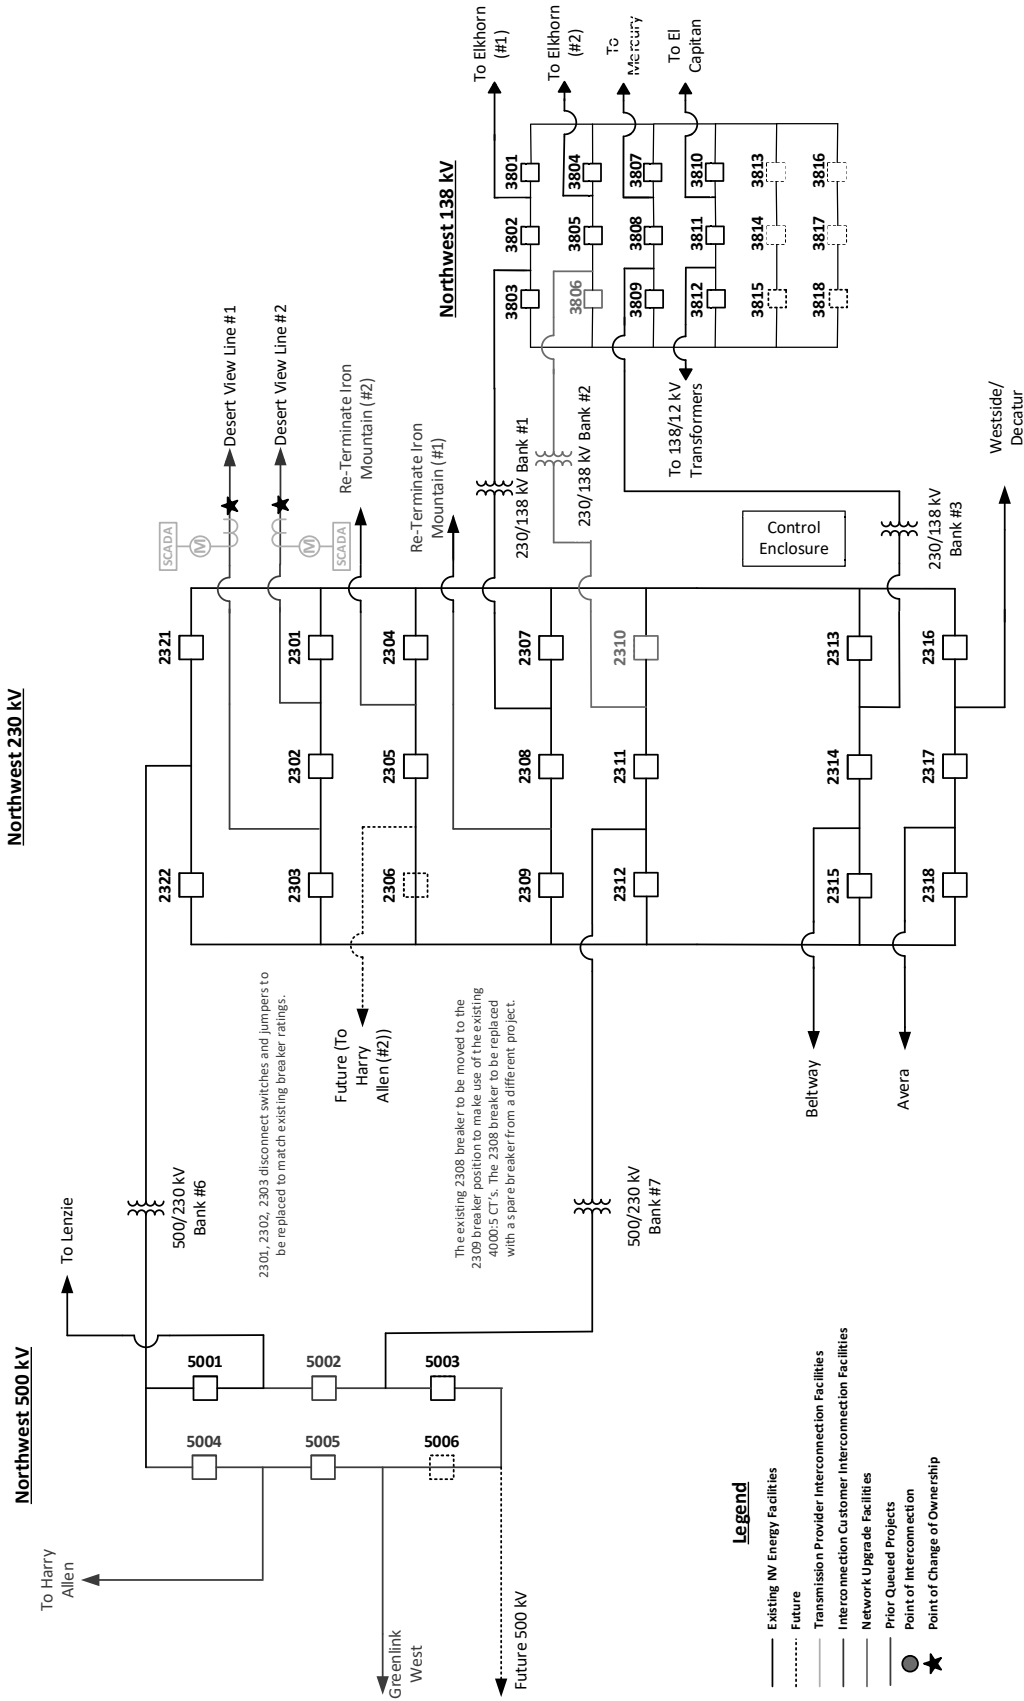 Northwest 500 kV
Northwest 230 kV
Northwest 138 kV
To Harry
Allen
Greenlink
West
Future 500 kV
To Lenzie
5001
5002
5003
5004
5005
5006
500/230 kV
Bank #6
500/230 kV
Bank #7
2301, 2302, 2303 disconnect switches and jumpers to
be replaced to match existing breaker ratings.
Future (To
Harry
Allen (#2))
The existing 2308 breaker to be moved to the
2309 breaker position to make use of the existing
4000:5 CT's. The 2308 breaker to be replaced
with a spare breaker from a different project.
Beltway
Avera
2322
2321
2303
2302
2301
2306
2305
2304
2309
2308
2307
2312
2311
2310
2315
2314
2313
2318
2317
2316
SCADA
M
Desert View Line #1
Desert View Line #2
M
SCADA
Re-Terminate Iron
Mountain (#2)
Re-Terminate Iron
Mountain (#1)
230/138 kV Bank #1
230/138 kV Bank #2
Control
Enclosure
230/138 kV
Bank #3
Westside/
Decatur
To 138/12 kV
Transformers
3803
3802
3801
3806
3805
3804
3809
3808
3807
3812
3811
3810
3815
3814
3813
3818
3817
3816
To Elkhorn
(#1)
To Elkhorn
(#2)
To
Mercury
To El
Capitan
Legend
Existing NV Energy Facilities
Future
Transmission Provider Interconnection Facilities
Interconnection Customer Interconnection Facilities
Network Upgrade Facilities
Prior Queued Projects
Point of Interconnection
Point of Change of Ownership